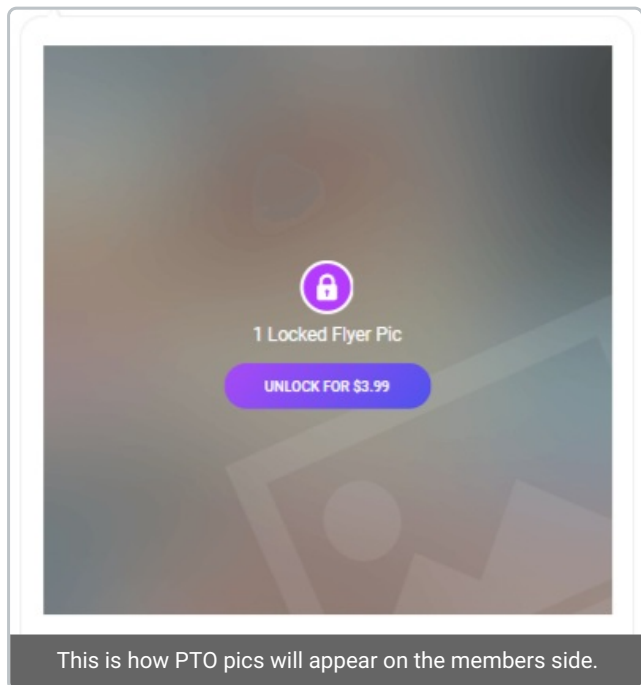 1 Locked Flyer Pic
UNLOCK FOR $3.99
This is how PTO pics will appear on the members side.